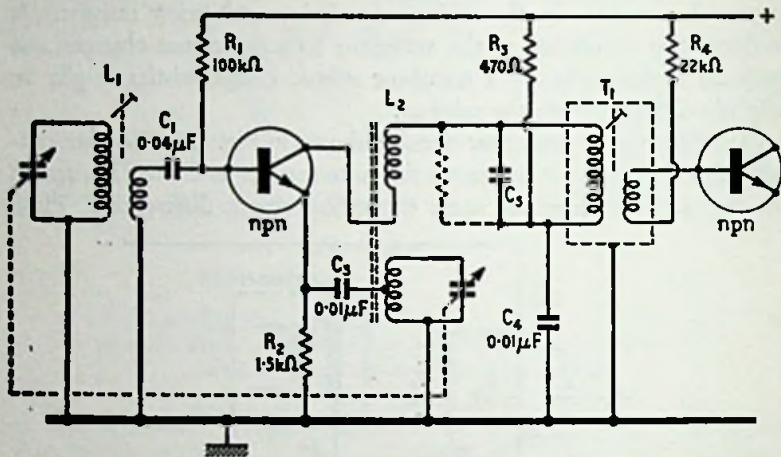 +
R1
100kΩ
R3
470Ω
R4
22kΩ
L1
C1
0·04µF
L2
T1
npn
C5
npn
C3
0·01µF
R2
1·5kΩ
C4
0·01µF